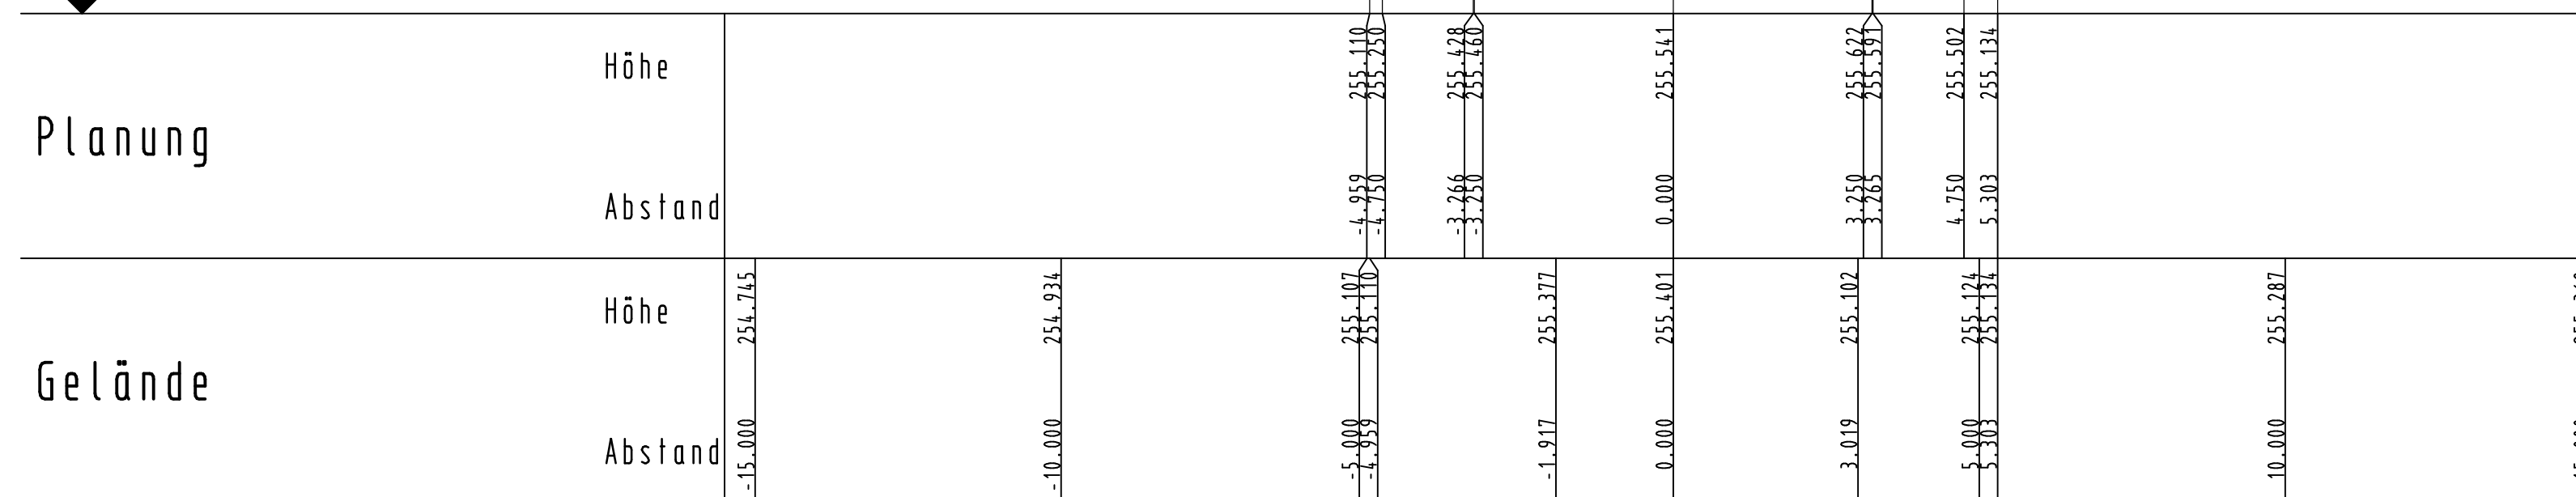 Planung
Höhe 255.110 255.250 255.428 255.460 255.541 255.622 255.591 255.502 255.134
Abstand -4.959 -4.750 -3.266 -3.250 0.000 3.250 3.265 4.750 5.303
Gelände
Höhe 254.745 254.934 255.107 255.110 255.377 255.401 255.102 255.124 255.134 255.287
Abstand -15.000 -10.000 -5.000 -4.959 -1.917 0.000 3.019 5.000 5.303 10.000